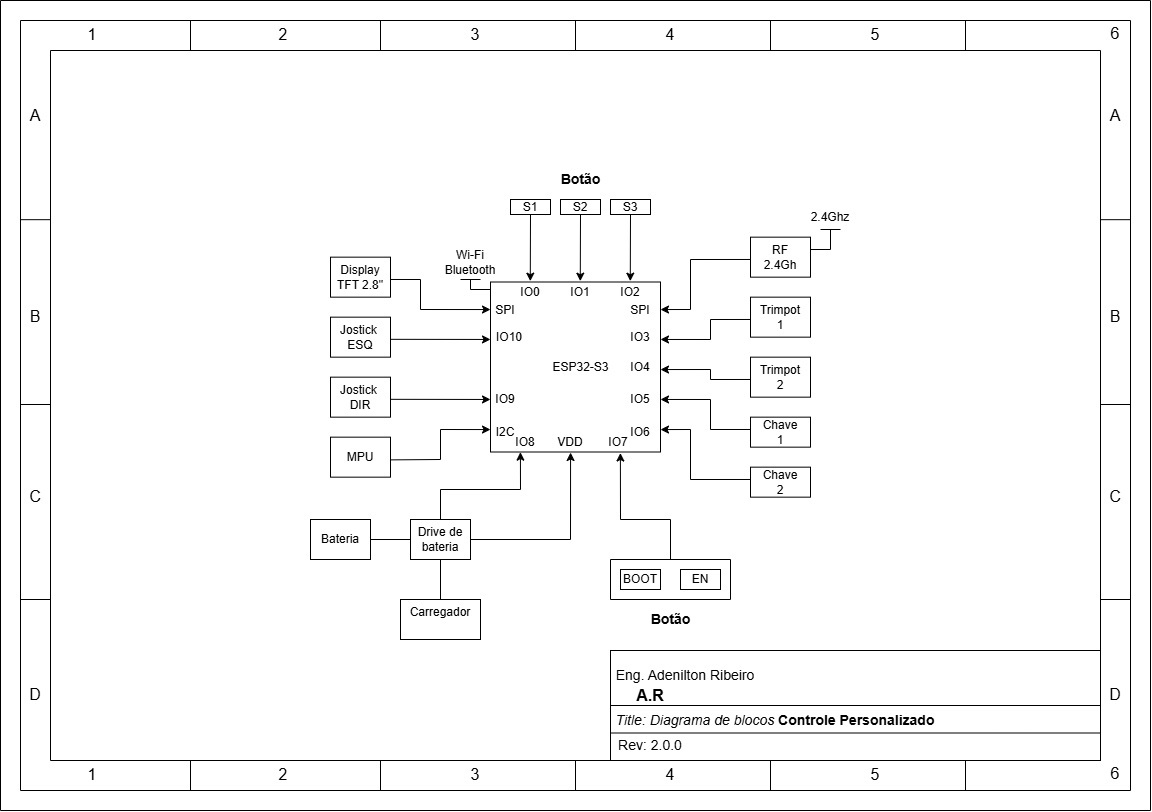 1 2 3 4 5 6
A A
Botão
S1 S2 S3
2.4Ghz
Wi-Fi
Bluetooth
RF
2.4Gh
Display
TFT 2.8"
IO0 IO1 IO2
SPI SPI
Trimpot
1
B B
Jostick
ESQ
IO10 IO3
ESP32-S3 IO4
Trimpot
2
Jostick
DIR
IO9 IO5
Chave
1
I2C IO6
IO8 VDD IO7
MPU
Chave
2
C C
Bateria
Drive de
bateria
BOOT EN
Carregador
Botão
Eng. Adenilton Ribeiro
A.R
D D
Title: Diagrama de blocos Controle Personalizado
Rev: 2.0.0
1 2 3 4 5 6